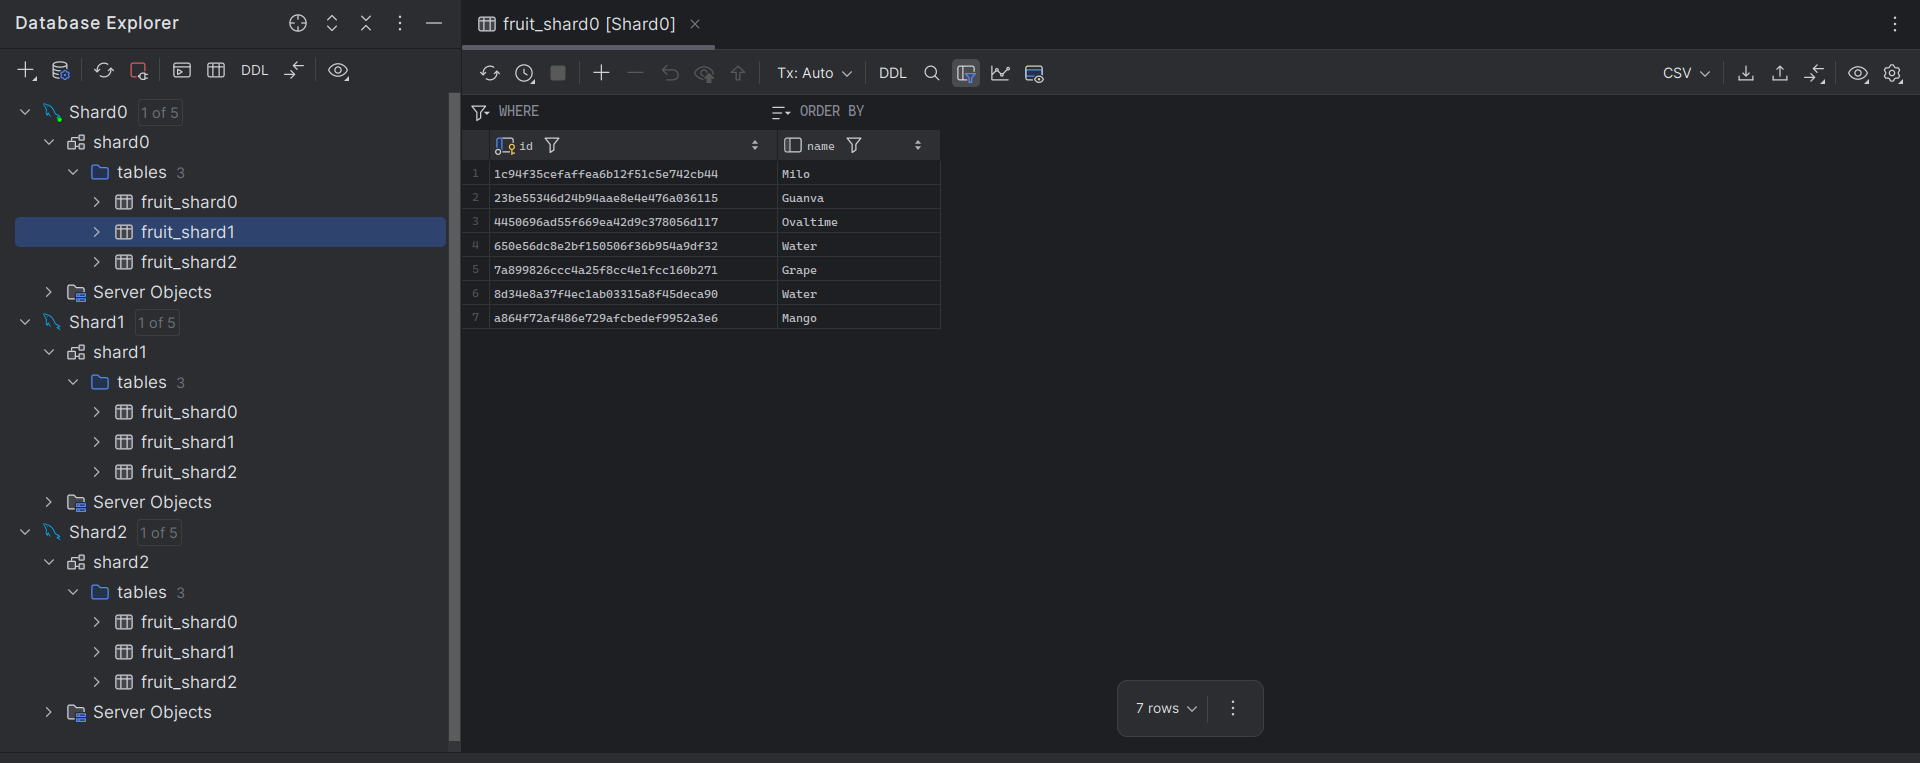 Database Explorer
DDL
Shard0 1 of 5
shard0
tables 3
fruit_shard0
fruit_shard1
fruit_shard2
Server Objects
Shard1 1 of 5
shard1
tables 3
fruit_shard0
fruit_shard1
fruit_shard2
Server Objects
Shard2 1 of 5
shard2
tables 3
fruit_shard0
fruit_shard1
fruit_shard2
Server Objects
fruit_shard0 [Shard0]
Tx: Auto DDL CSV
WHERE ORDER BY
id name
1 1c94f35cefaffea6b12f51c5e742cb44 Milo
2 23be55346d24b94aae8e4e476a036115 Guanva
3 4450696ad55f669ea42d9c378056d117 Ovaltime
4 650e56dc8e2bf150506f36b954a9df32 Water
5 7a899826ccc4a25f8cc4e1fcc160b271 Grape
6 8d34e8a37f4ec1ab03315a8f45deca90 Water
7 a864f72af486e729afcbedef9952a3e6 Mango
7 rows